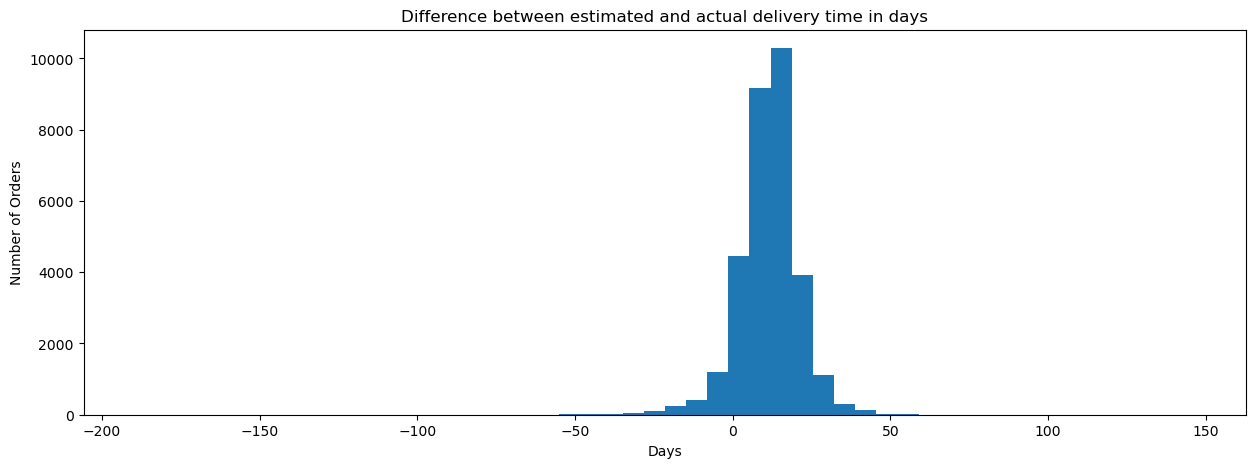 Difference between estimated and actual delivery time in days
10000
8000
6000
4000
2000
0
Number of Orders
−200 −150 −100 −50 0 50 100 150
Days